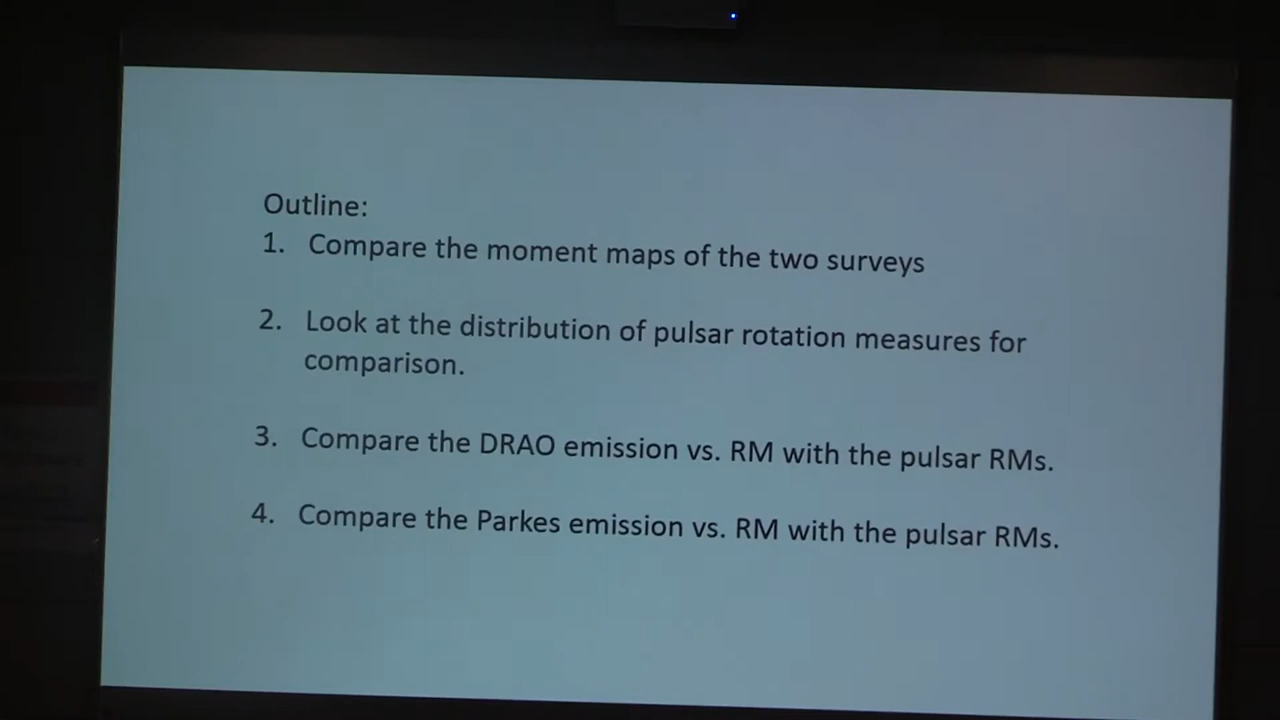 Outline:
1. Compare the moment maps of the two surveys
2. Look at the distribution of pulsar rotation measures for
comparison.
3. Compare the DRAO emission vs. RM with the pulsar RMs.
4. Compare the Parkes emission vs. RM with the pulsar RMs.